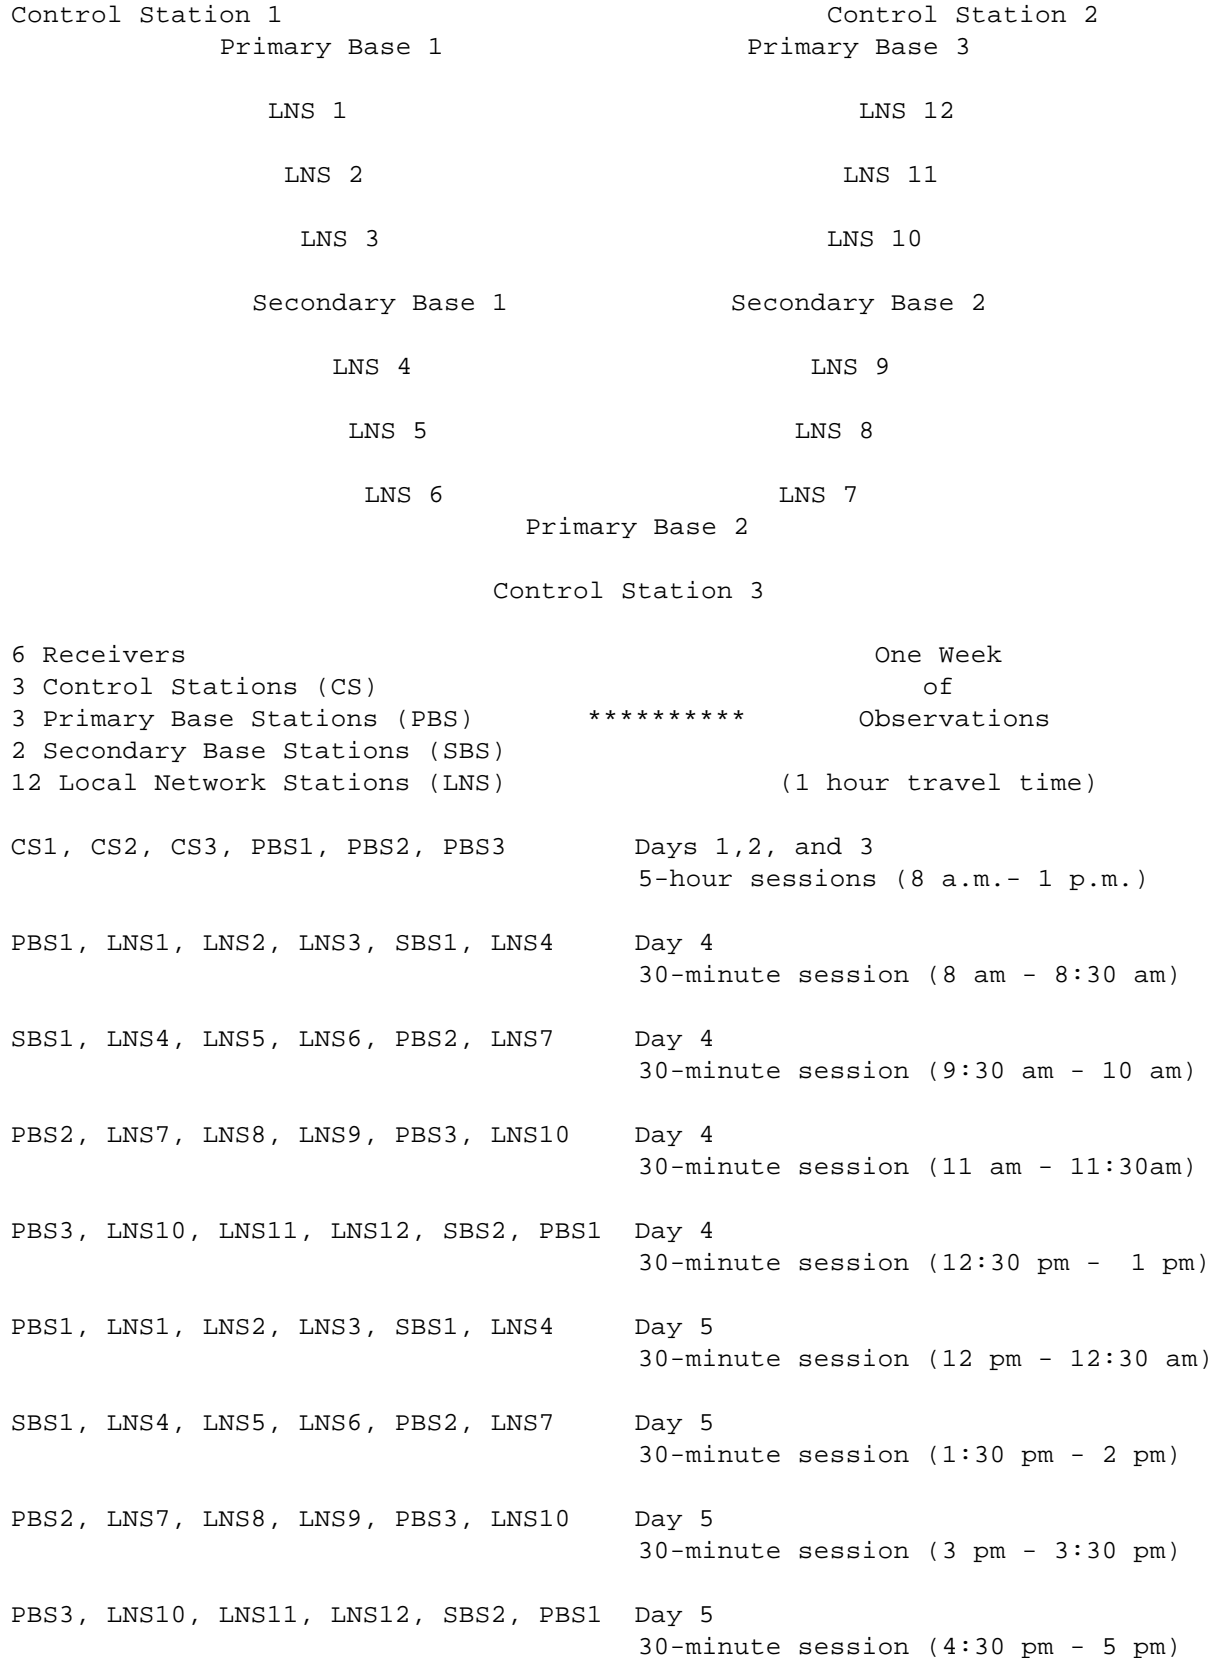 Control Station 1 Control Station 2
Primary Base 1 Primary Base 3
LNS 1 LNS 12
LNS 2 LNS 11
LNS 3 LNS 10
Secondary Base 1 Secondary Base 2
LNS 4 LNS 9
LNS 5 LNS 8
LNS 6 LNS 7
Primary Base 2
Control Station 3
6 Receivers One Week
3 Control Stations (CS) of
3 Primary Base Stations (PBS) ********** Observations
2 Secondary Base Stations (SBS)
12 Local Network Stations (LNS) (1 hour travel time)
CS1, CS2, CS3, PBS1, PBS2, PBS3 Days 1,2, and 3
5-hour sessions (8 a.m.- 1 p.m.)
PBS1, LNS1, LNS2, LNS3, SBS1, LNS4 Day 4
30-minute session (8 am - 8:30 am)
SBS1, LNS4, LNS5, LNS6, PBS2, LNS7 Day 4
30-minute session (9:30 am - 10 am)
PBS2, LNS7, LNS8, LNS9, PBS3, LNS10 Day 4
30-minute session (11 am - 11:30am)
PBS3, LNS10, LNS11, LNS12, SBS2, PBS1 Day 4
30-minute session (12:30 pm - 1 pm)
PBS1, LNS1, LNS2, LNS3, SBS1, LNS4 Day 5
30-minute session (12 pm - 12:30 am)
SBS1, LNS4, LNS5, LNS6, PBS2, LNS7 Day 5
30-minute session (1:30 pm - 2 pm)
PBS2, LNS7, LNS8, LNS9, PBS3, LNS10 Day 5
30-minute session (3 pm - 3:30 pm)
PBS3, LNS10, LNS11, LNS12, SBS2, PBS1 Day 5
30-minute session (4:30 pm - 5 pm)